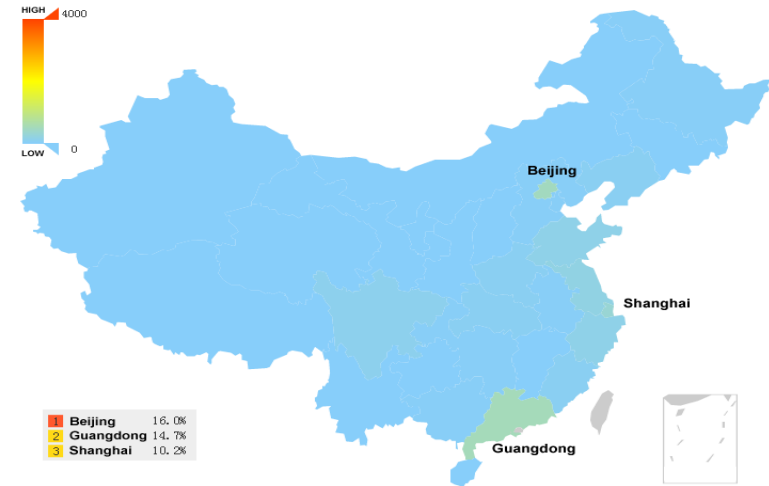 HIGH
4000
LOW
0
Beijing
Shanghai
Guangdong
1 Beijing 16.0%
2 Guangdong 14.7%
3 Shanghai 10.2%